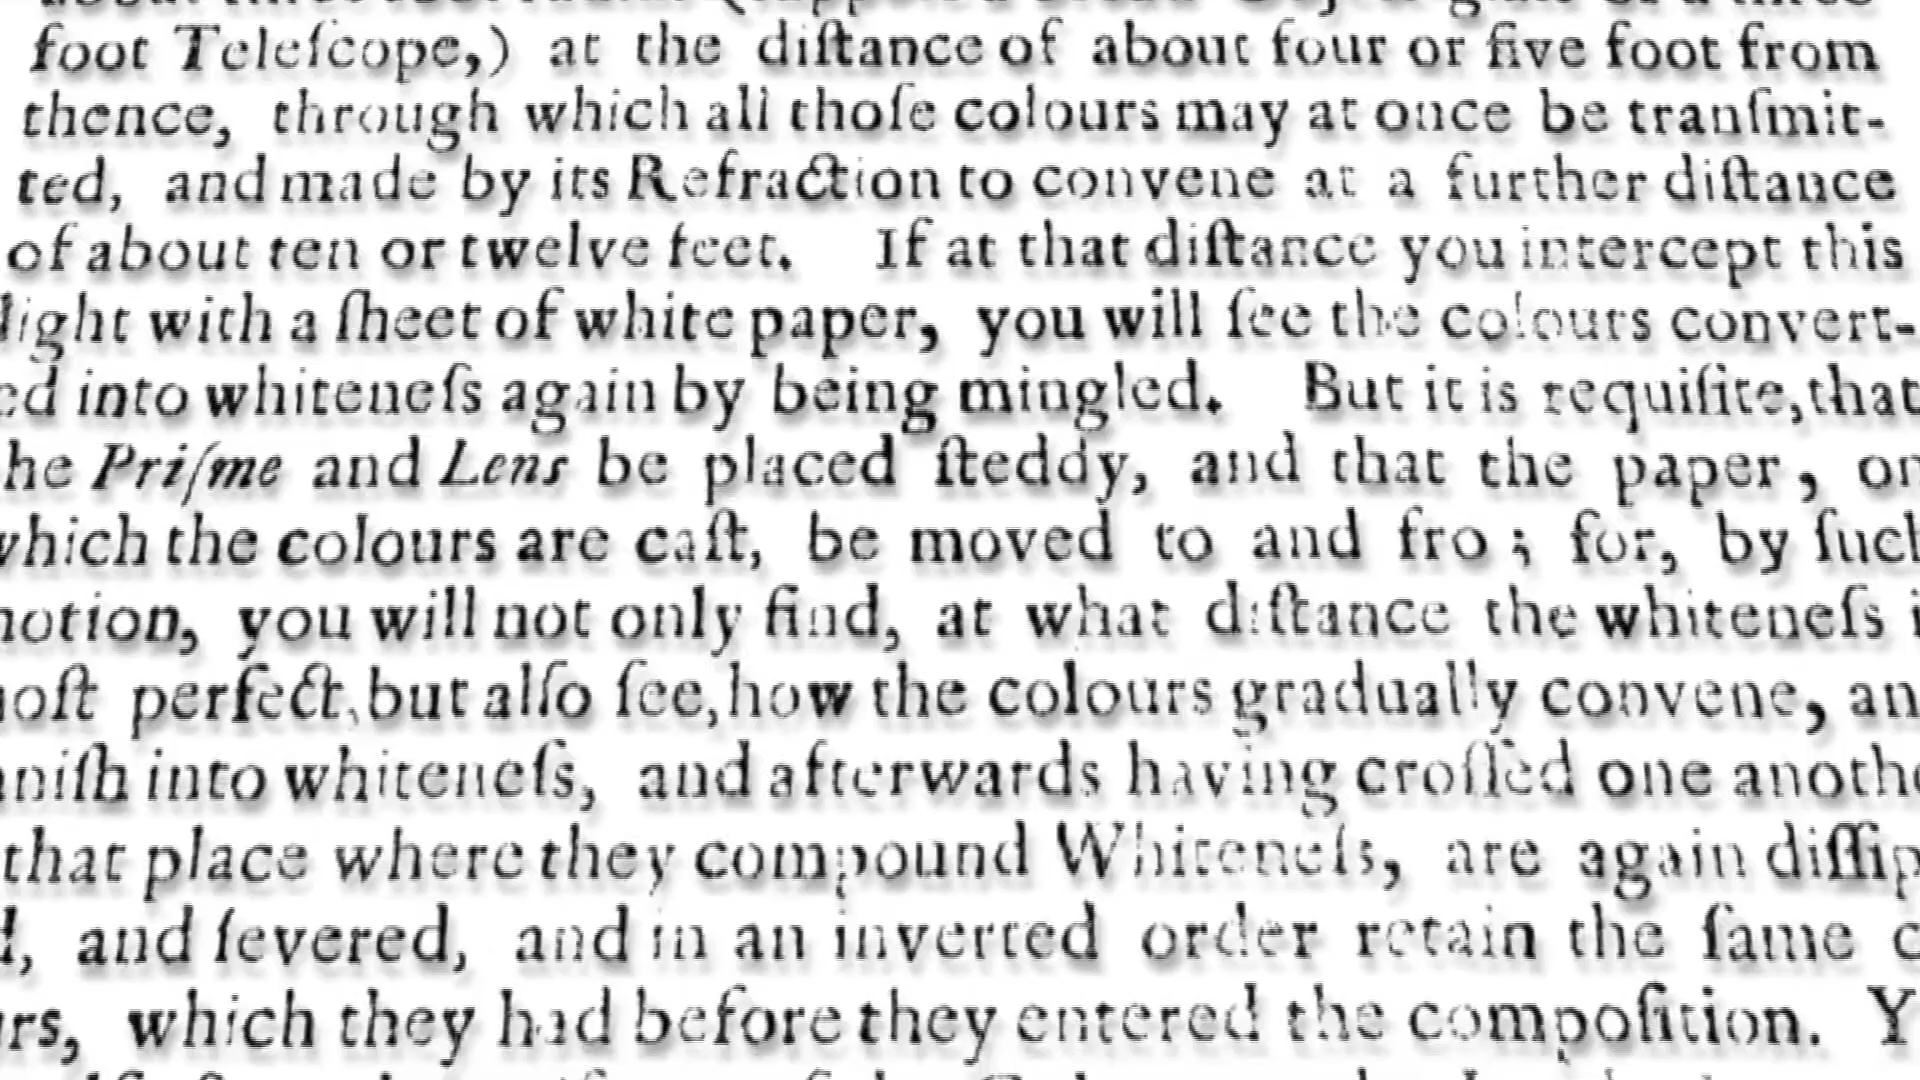 foot Teleſcope,) at the diſtance of about four or five foot from
thence, through which all thoſe colours may at once be tranſmit-
ted, and made by its Refraction to convene at a further diſtance
of about ten or twelve feet. If at that diſtance you intercept this
light with a ſheet of white paper, you will ſee the colours convert-
ed into whiteneſs again by being mingled. But it is requiſite, that
he Priſme and Lens be placed ſteddy, and that the paper, on
which the colours are caſt, be moved to and fro; for, by ſuch
motion, you will not only find, at what diſtance the whiteneſs i
moſt perfect, but alſo ſee, how the colours gradually convene, an
niſh into whiteneſs, and afterwards having croſſed one anothe
that place where they compound Whiteneſs, are again diſſip
d, and ſevered, and in an inverted order retain the ſame c
rs, which they had before they entered the compoſition. Y